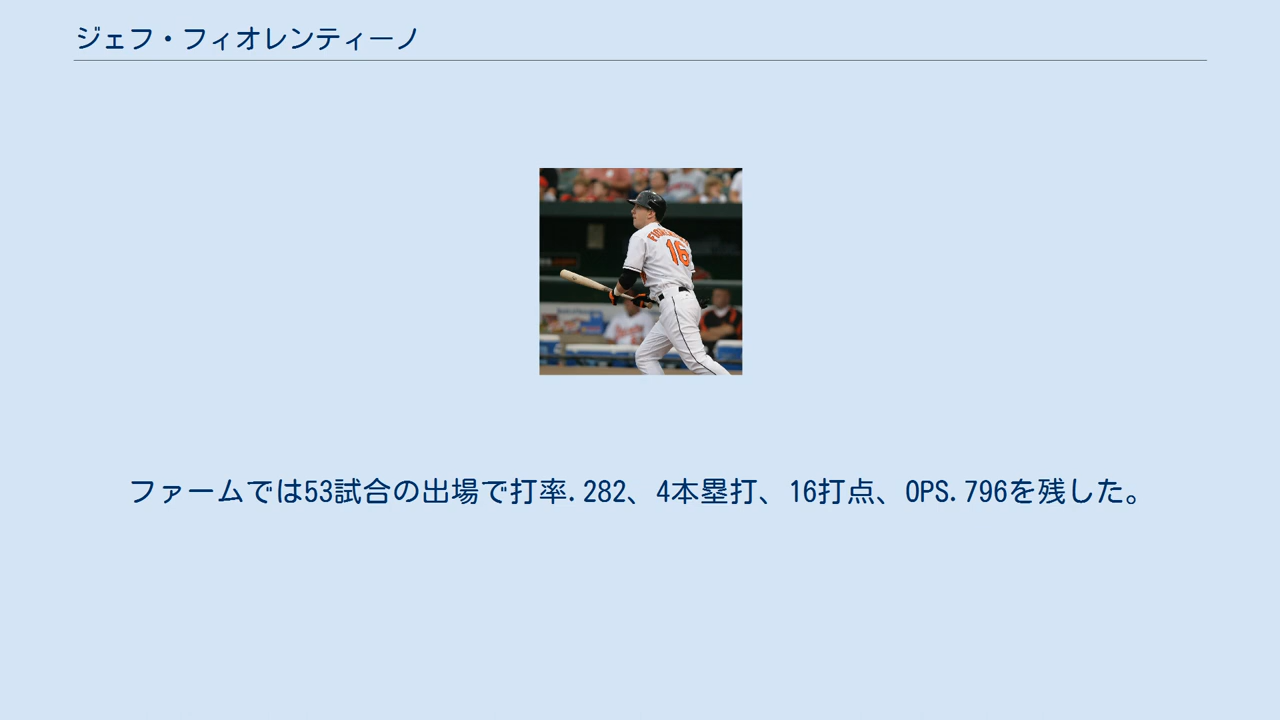 ジェフ・フィオレンティーノ
16
ファームでは53試合の出場で打率.282、4本塁打、16打点、OPS.796を残した。